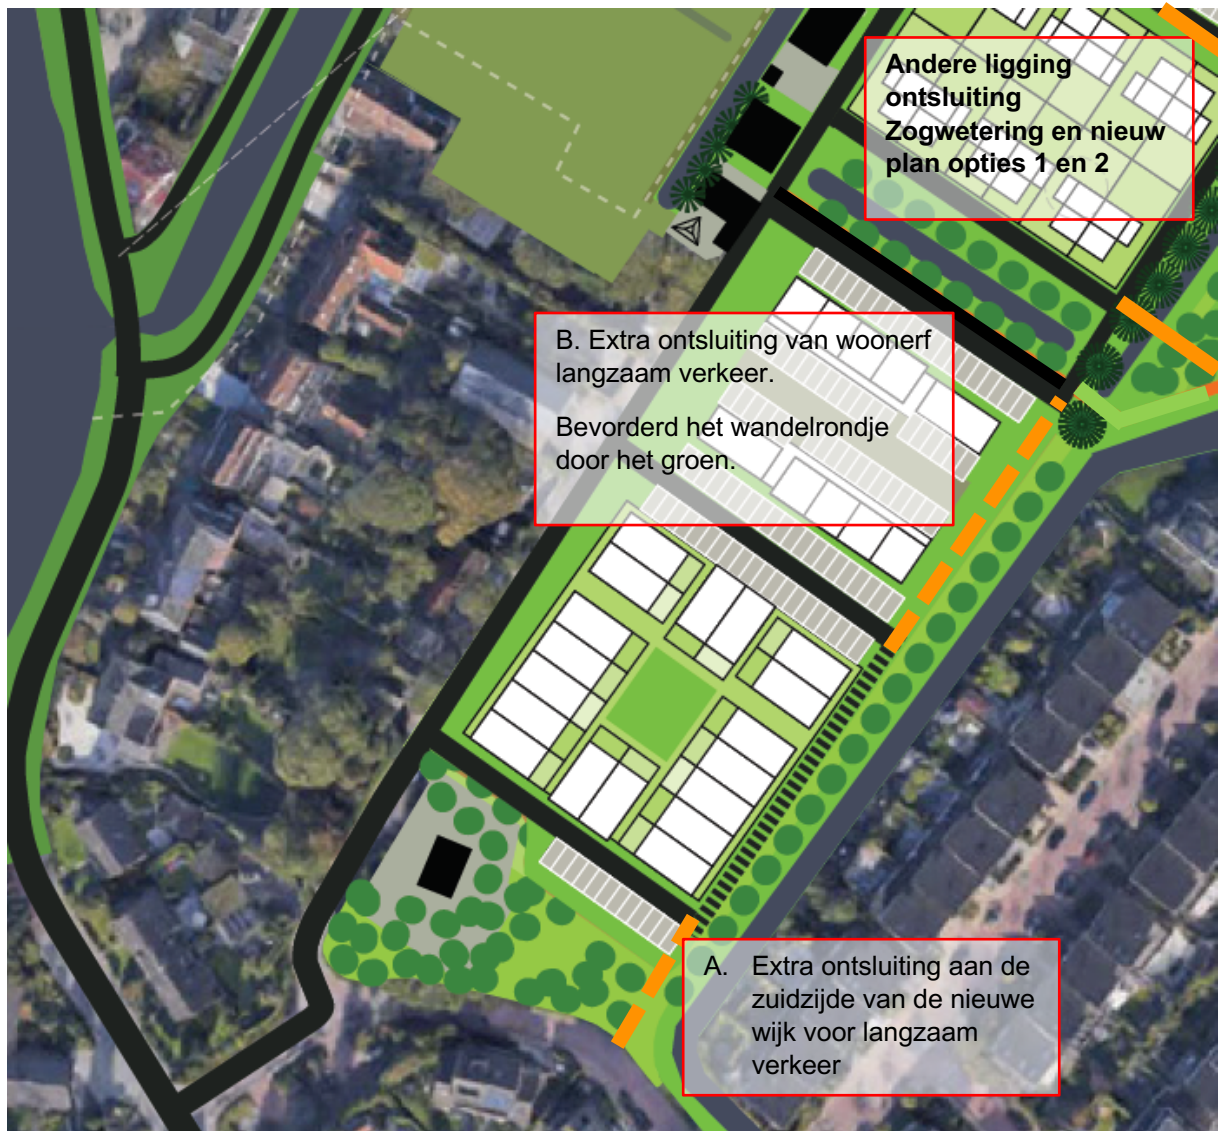 Andere ligging
ontsluiting
Zogwetering en nieuw
plan opties 1 en 2
B. Extra ontsluiting van woonerf
langzaam verkeer.
Bevorderd het wandelrondje
door het groen.
A. Extra ontsluiting aan de
zuidzijde van de nieuwe
wijk voor langzaam
verkeer